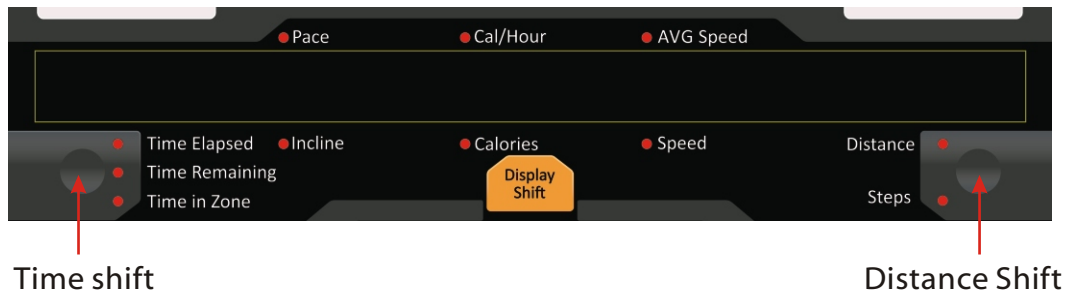 Pace Cal/Hour AVG Speed
Time Elapsed Incline Calories Speed Distance
Time Remaining
Time in Zone
Display
Shift
Steps
Time shift Distance Shift